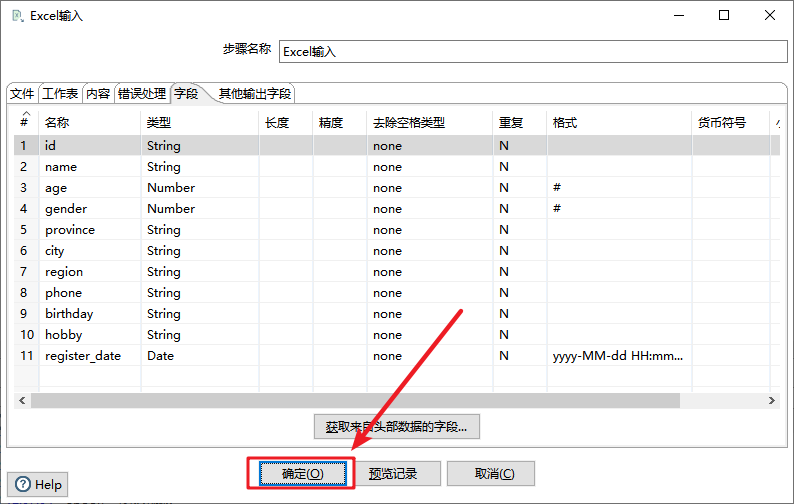 Excel输入
步骤名称 Excel输入
文件 工作表 内容 错误处理 字段 其他输出字段
# 名称 类型 长度 精度 去除空格类型 重复 格式 货币符号
1 id String none N
2 name String none N
3 age Number none N #
4 gender Number none N #
5 province String none N
6 city String none N
7 region String none N
8 phone String none N
9 birthday String none N
10 hobby String none N
11 register_date Date none N yyyy-MM-dd HH:mm...
获取来自头部数据的字段...
Help 确定(O) 预览记录 取消(C)